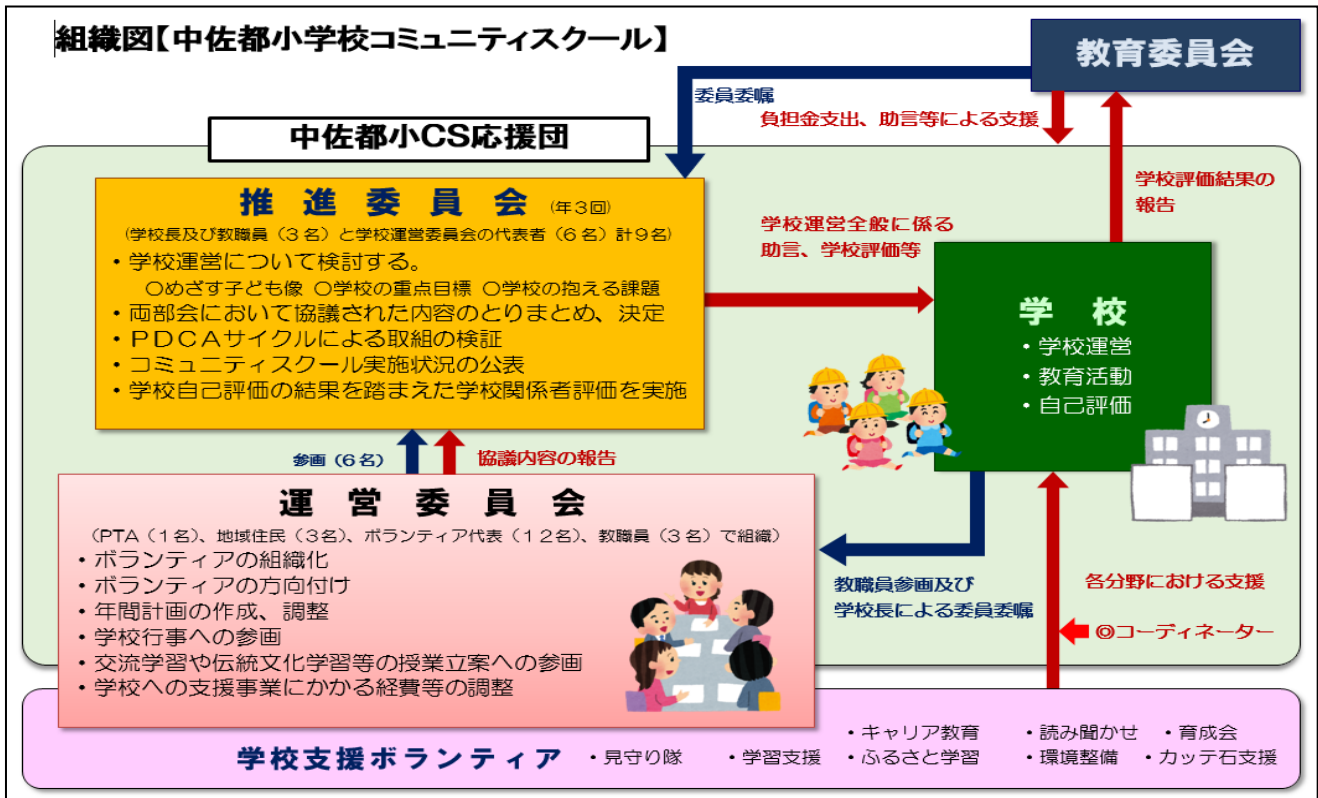 組織図【中佐都小学校コミュニティスクール】
教育委員会
委員委嘱
負担金支出、助言等による支援
中佐都小CS応援団
学校評価結果の
報告
推進委員会 (年3回)
(学校長及び教職員(3名)と学校運営委員会の代表者(6名)計9名)
・学校運営について検討する。
〇めざす子ども像 〇学校の重点目標 〇学校の抱える課題
・両部会において協議された内容のとりまとめ、決定
・PDCAサイクルによる取組の検証
・コミュニティスクール実施状況の公表
・学校自己評価の結果を踏まえた学校関係者評価を実施
学校運営全般に係る
助言、学校評価等
学校
・学校運営
・教育活動
・自己評価
参画(6名)
協議内容の報告
運営委員会
(PTA(1名)、地域住民(3名)、ボランティア代表(12名)、教職員(3名)で組織)
・ボランティアの組織化
・ボランティアの方向付け
・年間計画の作成、調整
・学校行事への参画
・交流学習や伝統文化学習等の授業立案への参画
・学校への支援事業にかかる経費等の調整
教職員参画及び
学校長による委員委嘱
各分野における支援
◎コーディネーター
学校支援ボランティア
・見守り隊
・学習支援
・キャリア教育
・ふるさと学習
・読み聞かせ
・環境整備
・育成会
・カッテ石支援